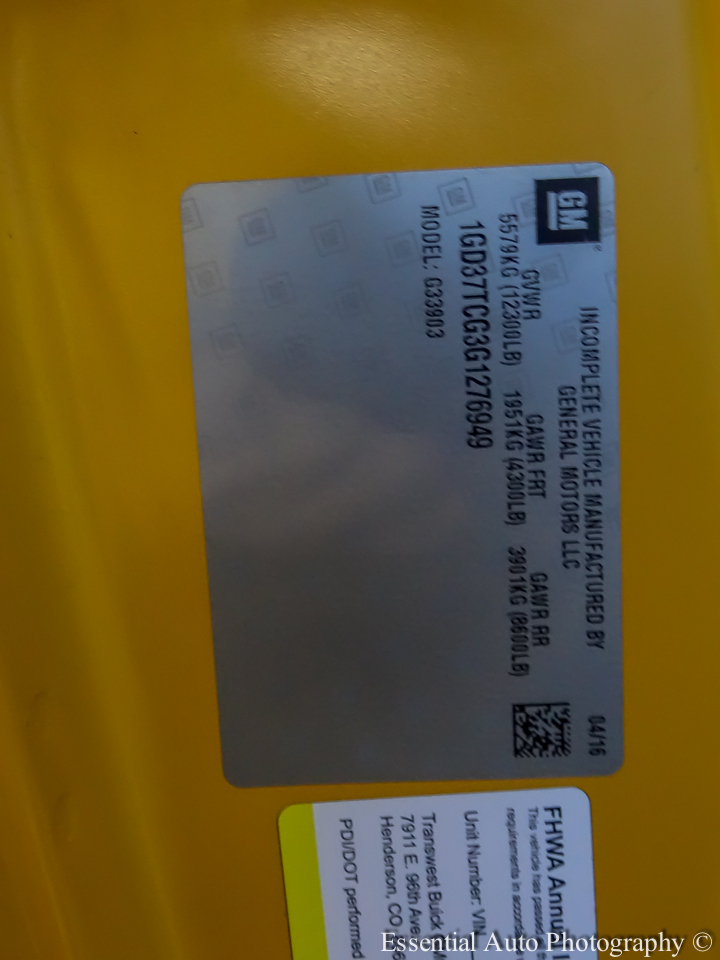 GM
INCOMPLETE VEHICLE MANUFACTURED BY
GENERAL MOTORS LLC
04/16
GVWR GAWR FRT GAWR RR
5579KG (12300LB) 1951KG (4300LB) 3901KG (8600LB)
1GD37TCG3G1276949
MODEL: G33903
FHWA Annu
This vehicle has passed
requirements in
Unit Number: VIN
Transwest Buick
7911 E. 96th Ave
Henderson, CO
PDI/DOT performed
Essential Auto Photography ©